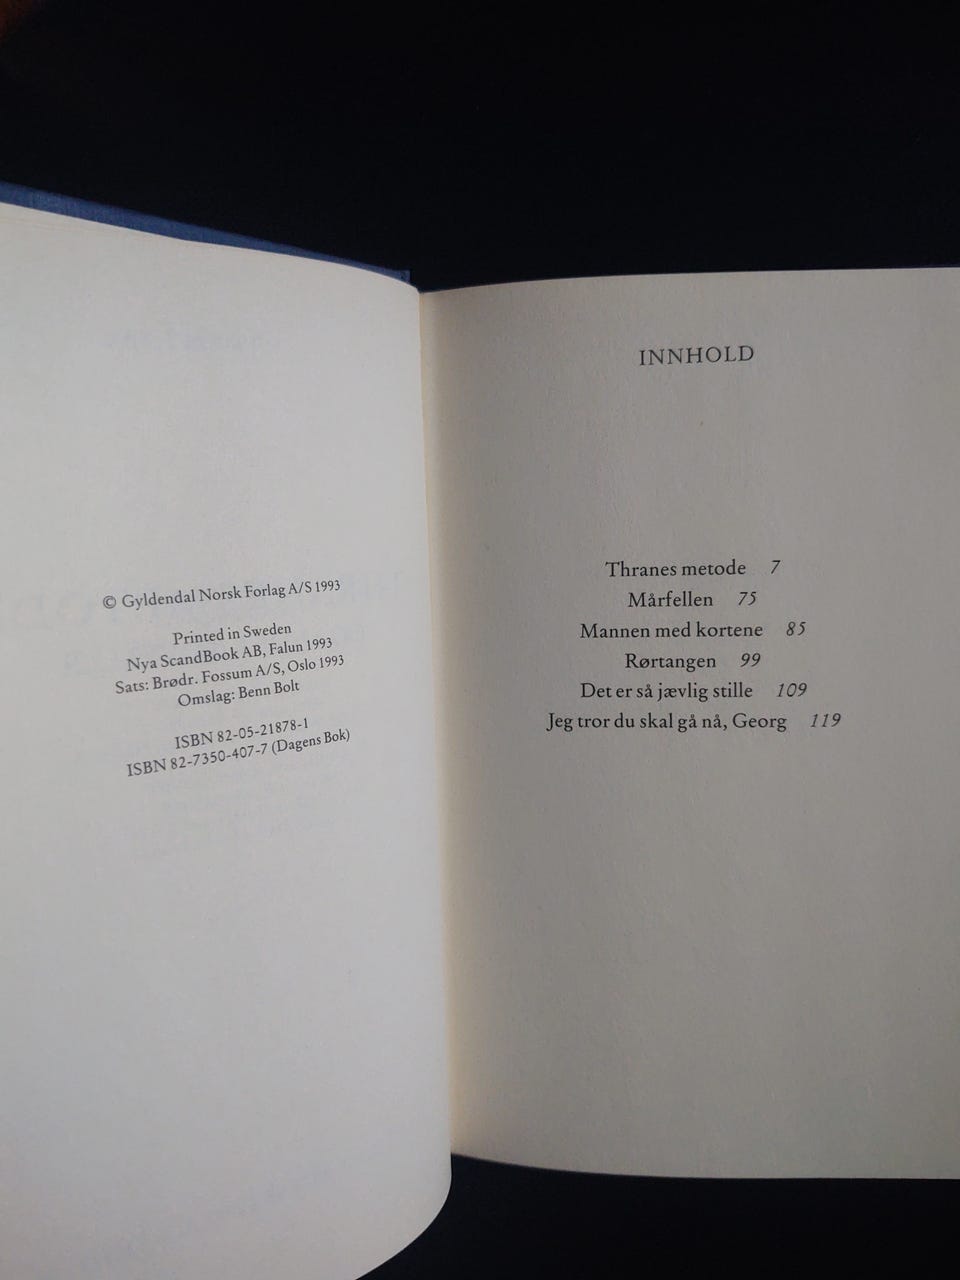 © Gyldendal Norsk Forlag A/S 1993
Printed in Sweden
Nya ScandBook AB, Falun 1993
Sats: Brødr. Fossum A/S, Oslo 1993
Omslag: Benn Bolt
ISBN 82-05-21878-1
ISBN 82-7350-407-7 (Dagens Bok)
INNHOLD
Thranes metode 7
Mårfellen 75
Mannen med kortene 85
Rørtangen 99
Det er så jævlig stille 109
Jeg tror du skal gå nå, Georg 119